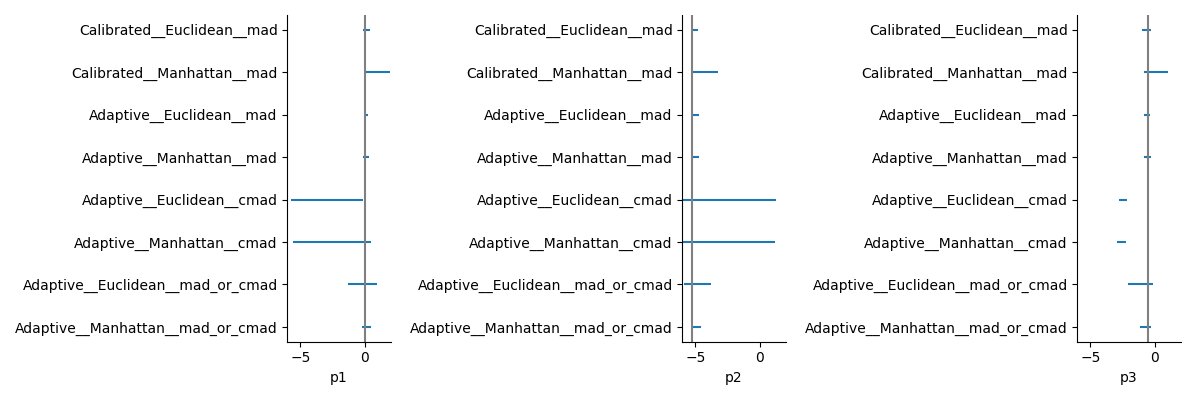 Calibrated__Euclidean__mad
Calibrated__Manhattan__mad
Adaptive__Euclidean__mad
Adaptive__Manhattan__mad
Adaptive__Euclidean__cmad
Adaptive__Manhattan__cmad
Adaptive__Euclidean__mad_or_cmad
Adaptive__Manhattan__mad_or_cmad
−5 0
p1
Calibrated__Euclidean__mad
Calibrated__Manhattan__mad
Adaptive__Euclidean__mad
Adaptive__Manhattan__mad
Adaptive__Euclidean__cmad
Adaptive__Manhattan__cmad
Adaptive__Euclidean__mad_or_cmad
Adaptive__Manhattan__mad_or_cmad
−5 0
p2
Calibrated__Euclidean__mad
Calibrated__Manhattan__mad
Adaptive__Euclidean__mad
Adaptive__Manhattan__mad
Adaptive__Euclidean__cmad
Adaptive__Manhattan__cmad
Adaptive__Euclidean__mad_or_cmad
Adaptive__Manhattan__mad_or_cmad
−5 0
p3